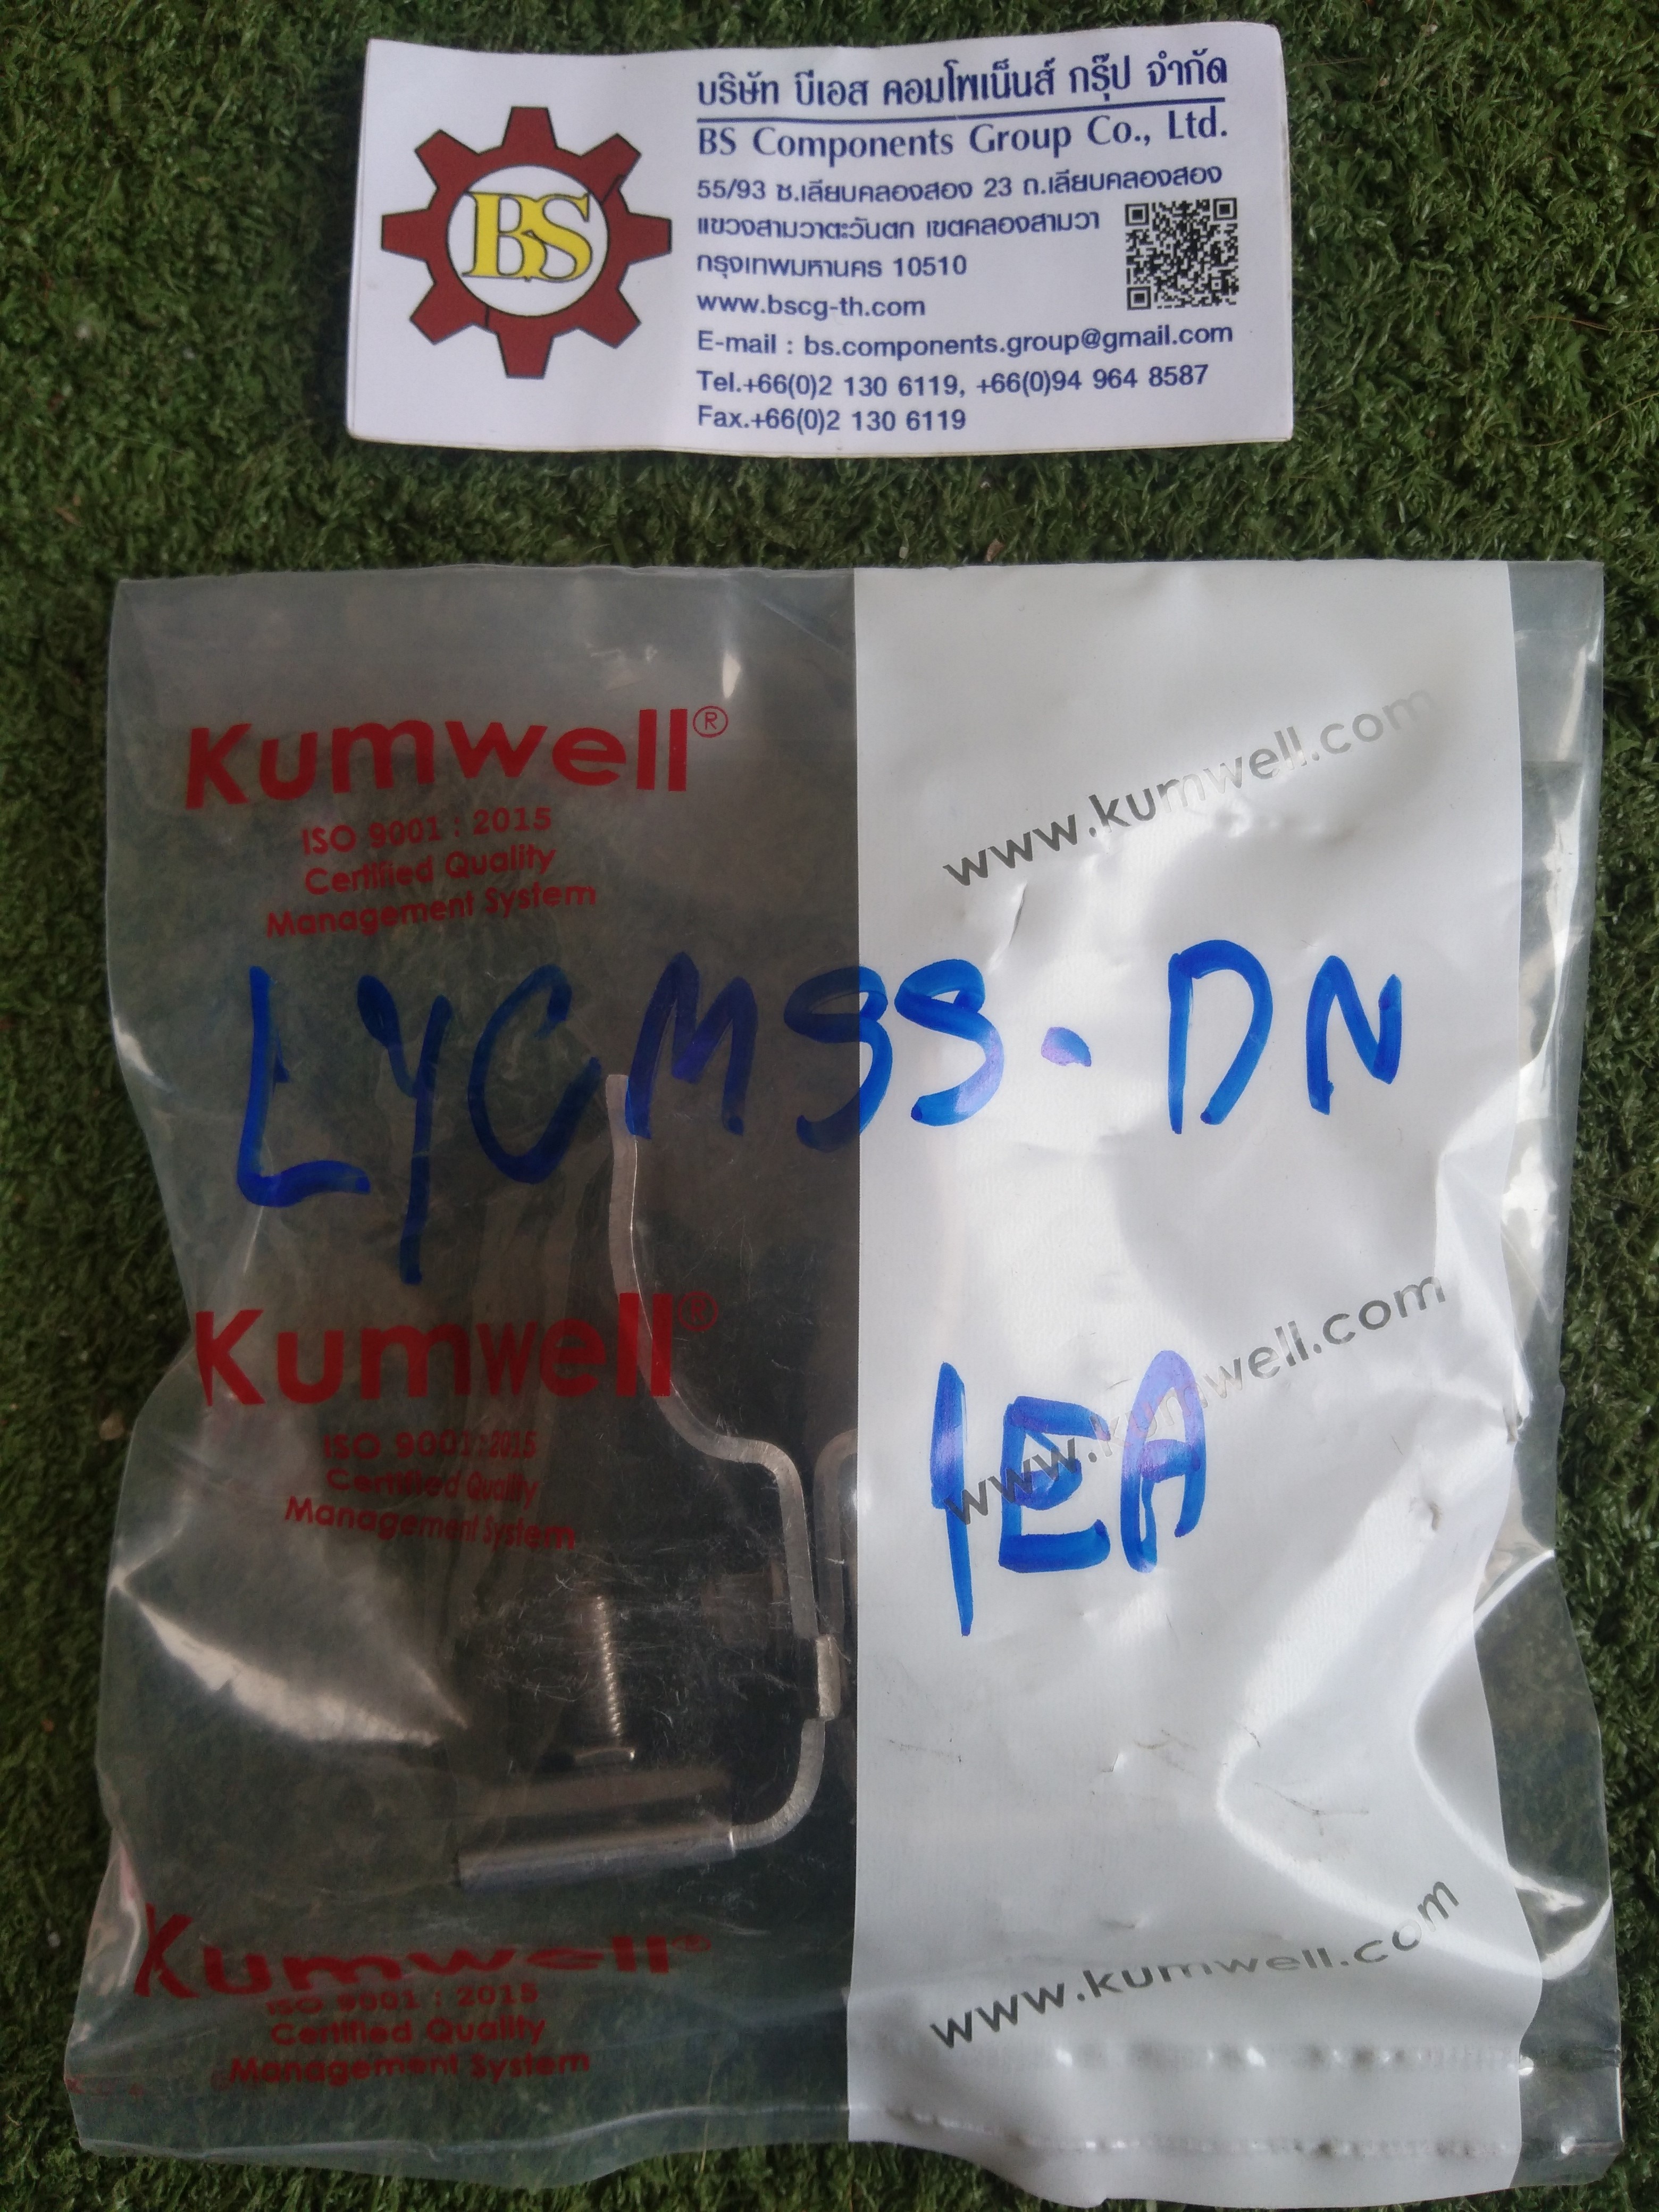 บริษัท บีเอส คอมโพเน็นส์ กรุ๊ป จำกัด
BS Components Group Co., Ltd.
55/93 ซ.เลียบคลองสอง 23 ถ.เลียบคลองสอง
แขวงสามวาตะวันตก เขตคลองสามวา
กรุงเทพมหานคร 10510
www.bscg-th.com
E-mail : bs.components.group@gmail.com
Tel.+66(0)2 130 6119, +66(0)94 964 8587
Fax.+66(0)2 130 6119
BS
Kumwell®
ISO 9001 : 2015
Certified Quality
Management System
www.kumwell.com
LYCMSS-DN
Kumwell®
ISO 9001 : 2015
Certified Quality
Management System
www.kumwell.com
1EA
Kumwell®
ISO 9001 : 2015
Certified Quality
Management System
www.kumwell.com